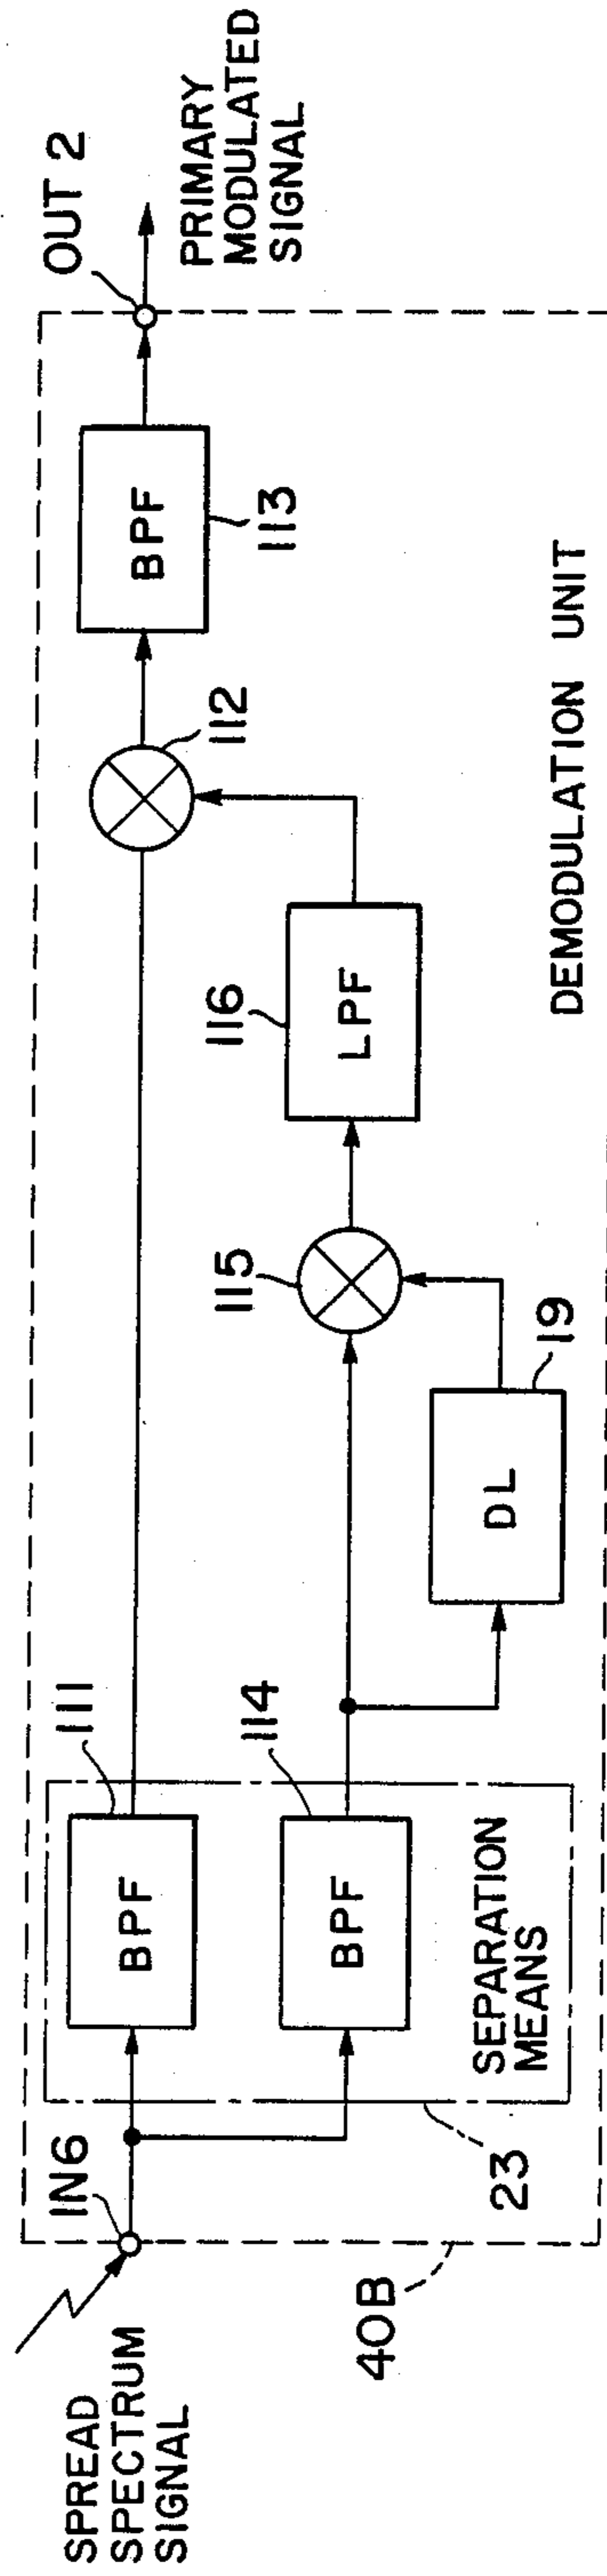 SPREAD
SPECTRUM
SIGNAL
IN6
40B
23
SEPARATION
MEANS
BPF
111
BPF
114
DL
19
115
LPF
116
112
BPF
113
OUT 2
PRIMARY
MODULATED
SIGNAL
DEMODULATION UNIT